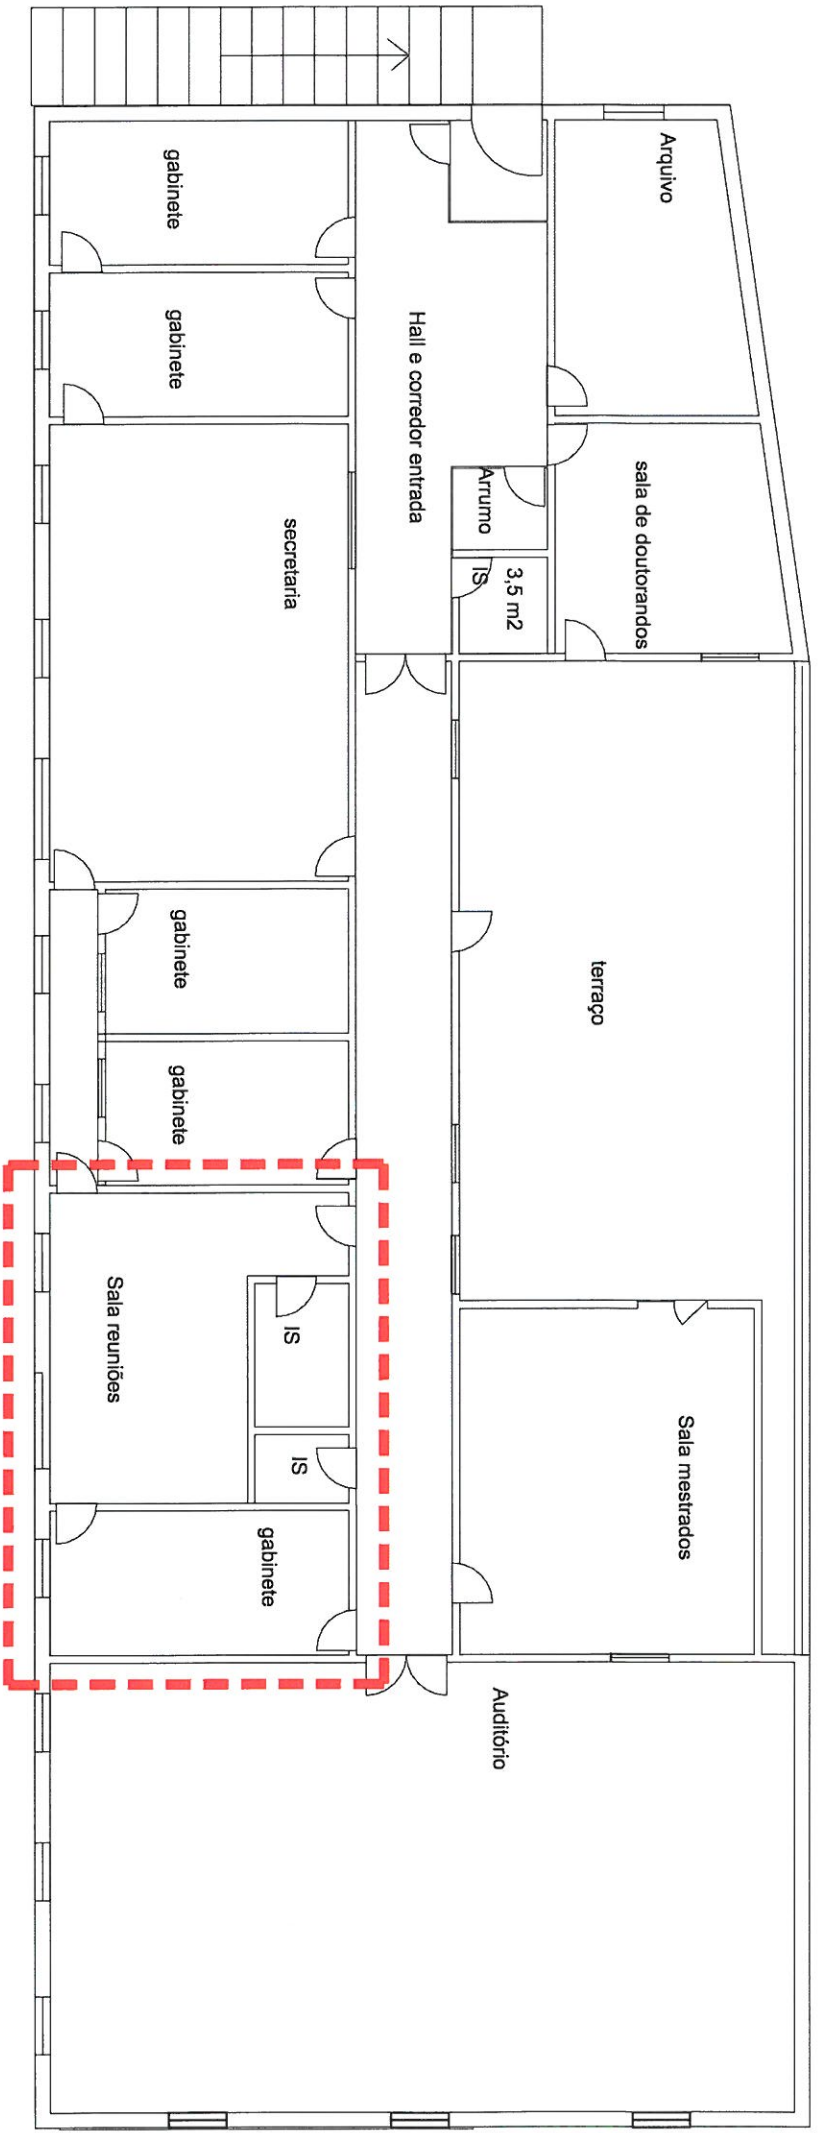 Arquivo
gabinete
gabinete
Hall e corredor entrada
sala de doutorandos
Arrumo
3,5 m2
IS
secretaria
terraço
gabinete
gabinete
Sala reuniões
IS
IS
Sala mestrados
gabinete
Auditório